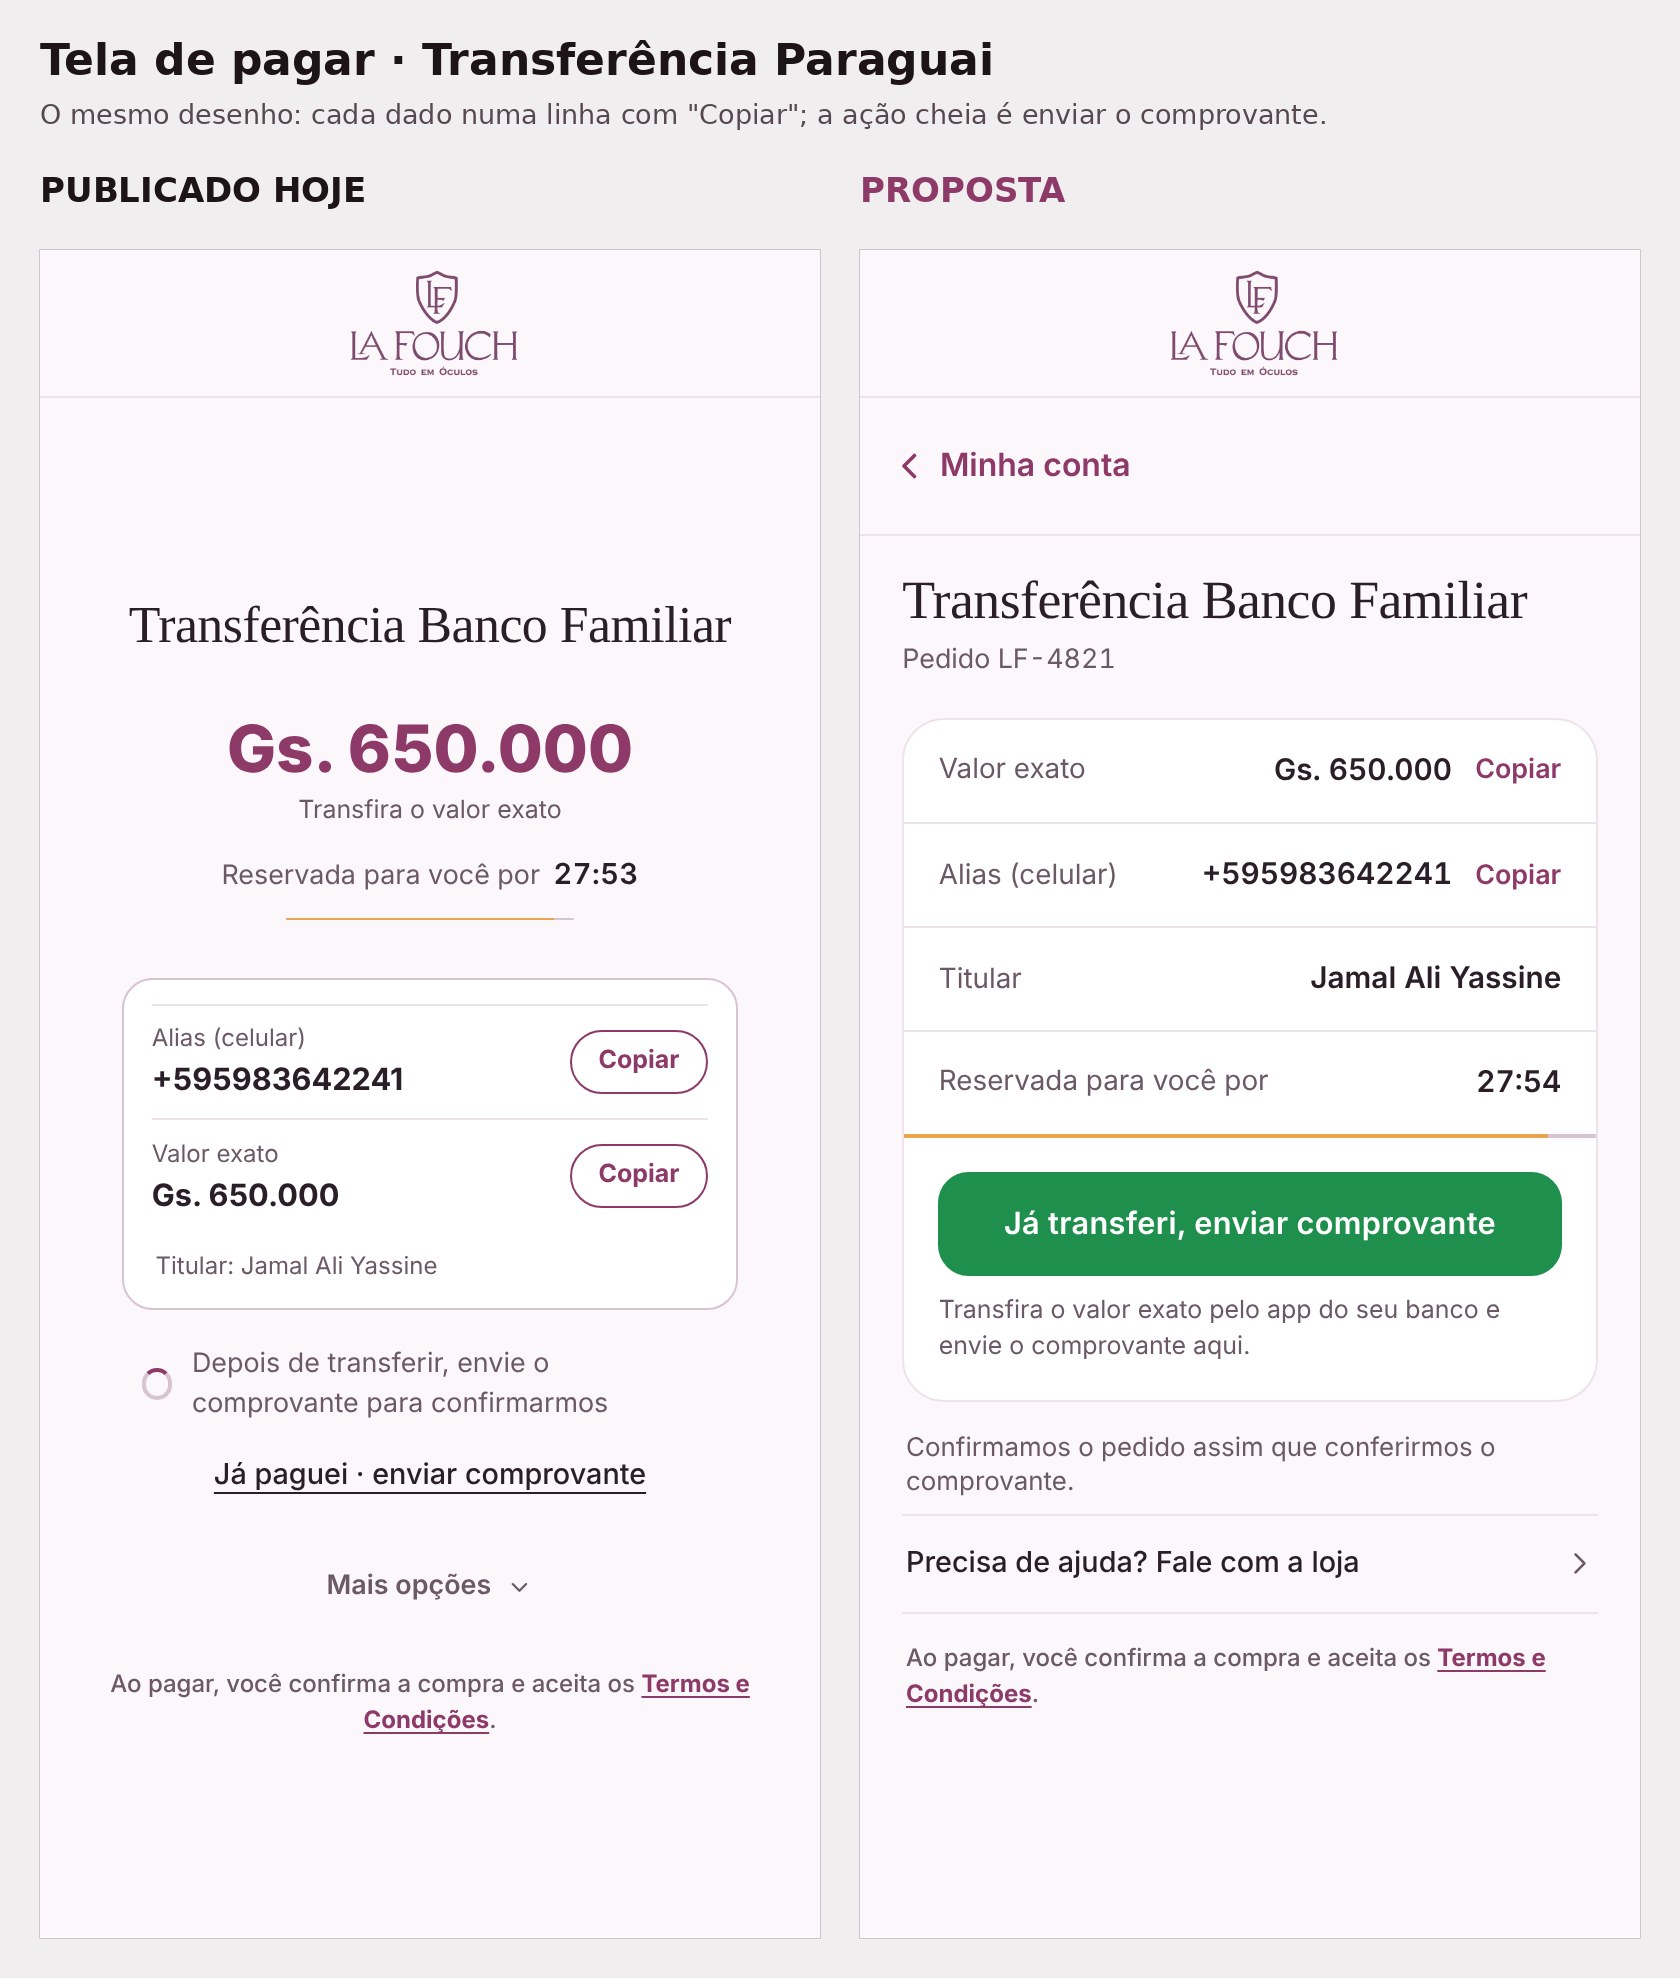 Tela de pagar · Transferência Paraguai
O mesmo desenho: cada dado numa linha com "Copiar"; a ação cheia é enviar o comprovante.
PUBLICADO HOJE
LF
LA FOUCH
TUDO EM ÓCULOS
Transferência Banco Familiar
Gs. 650.000
Transfira o valor exato
Reservada para você por 27:53
Alias (celular)
+595983642241
Copiar
Valor exato
Gs. 650.000
Copiar
Titular: Jamal Ali Yassine
Depois de transferir, envie o
comprovante para confirmarmos
Já paguei · enviar comprovante
Mais opções
Ao pagar, você confirma a compra e aceita os Termos e
Condições.
PROPOSTA
LF
LA FOUCH
TUDO EM ÓCULOS
Minha conta
Transferência Banco Familiar
Pedido LF-4821
Valor exato Gs. 650.000 Copiar
Alias (celular) +595983642241 Copiar
Titular Jamal Ali Yassine
Reservada para você por 27:54
Já transferi, enviar comprovante
Transfira o valor exato pelo app do seu banco e
envie o comprovante aqui.
Confirmamos o pedido assim que conferirmos o
comprovante.
Precisa de ajuda? Fale com a loja
Ao pagar, você confirma a compra e aceita os Termos e
Condições.